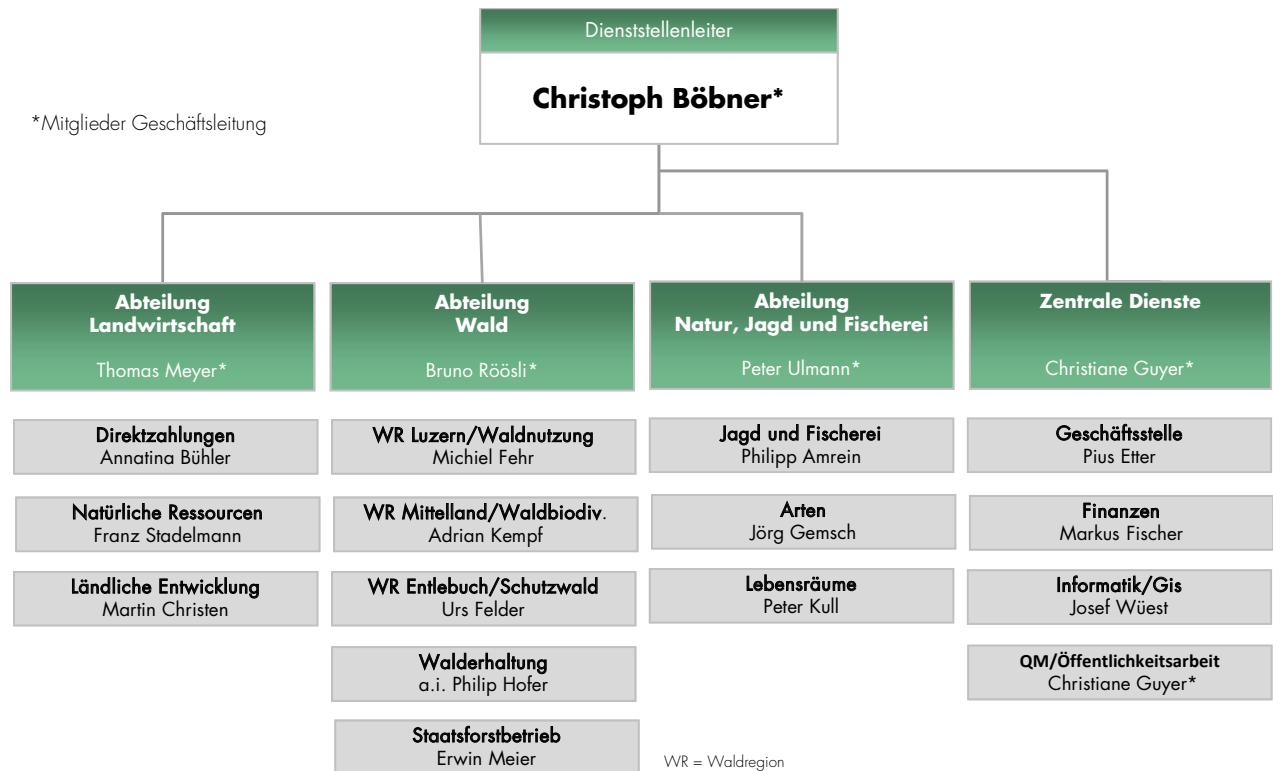 Dienststellenleiter
Christoph Böbner*
*Mitglieder Geschäftsleitung
Abteilung
Landwirtschaft
Thomas Meyer*
Abteilung
Wald
Bruno Röösli*
Abteilung
Natur, Jagd und Fischerei
Peter Ulmann*
Zentrale Dienste
Christiane Guyer*
Direktzahlungen
Annatina Bühler
Natürliche Ressourcen
Franz Stadelmann
Ländliche Entwicklung
Martin Christen
WR Luzern/Waldnutzung
Michiel Fehr
WR Mittelland/Waldbiodiv.
Adrian Kempf
WR Entlebuch/Schutzwald
Urs Felder
Walderhaltung
a.i. Philip Hofer
Staatsforstbetrieb
Erwin Meier
Jagd und Fischerei
Philipp Amrein
Arten
Jörg Gemsch
Lebensräume
Peter Kull
Geschäftsstelle
Pius Etter
Finanzen
Markus Fischer
Informatik/Gis
Josef Wüest
QM/Öffentlichkeitsarbeit
Christiane Guyer*
WR = Waldregion